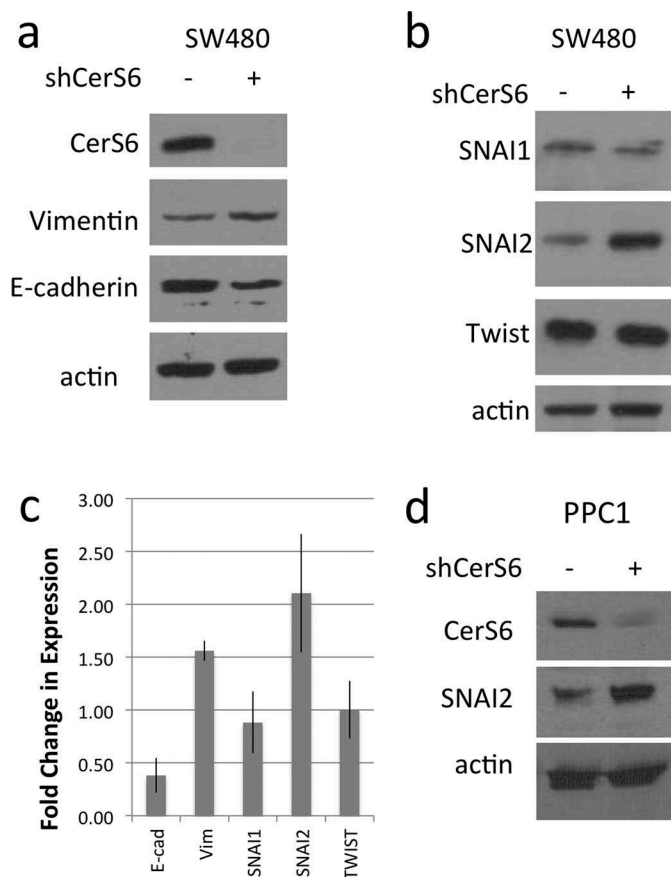 a
SW480
shCerS6 - +
CerS6
Vimentin
E-cadherin
actin
b
SW480
shCerS6 - +
SNAI1
SNAI2
Twist
actin
c
Fold Change in Expression
3.00
2.50
2.00
1.50
1.00
0.50
0.00
E-cad
Vim
SNAI1
SNAI2
TWIST
d
PPC1
shCerS6 - +
CerS6
SNAI2
actin